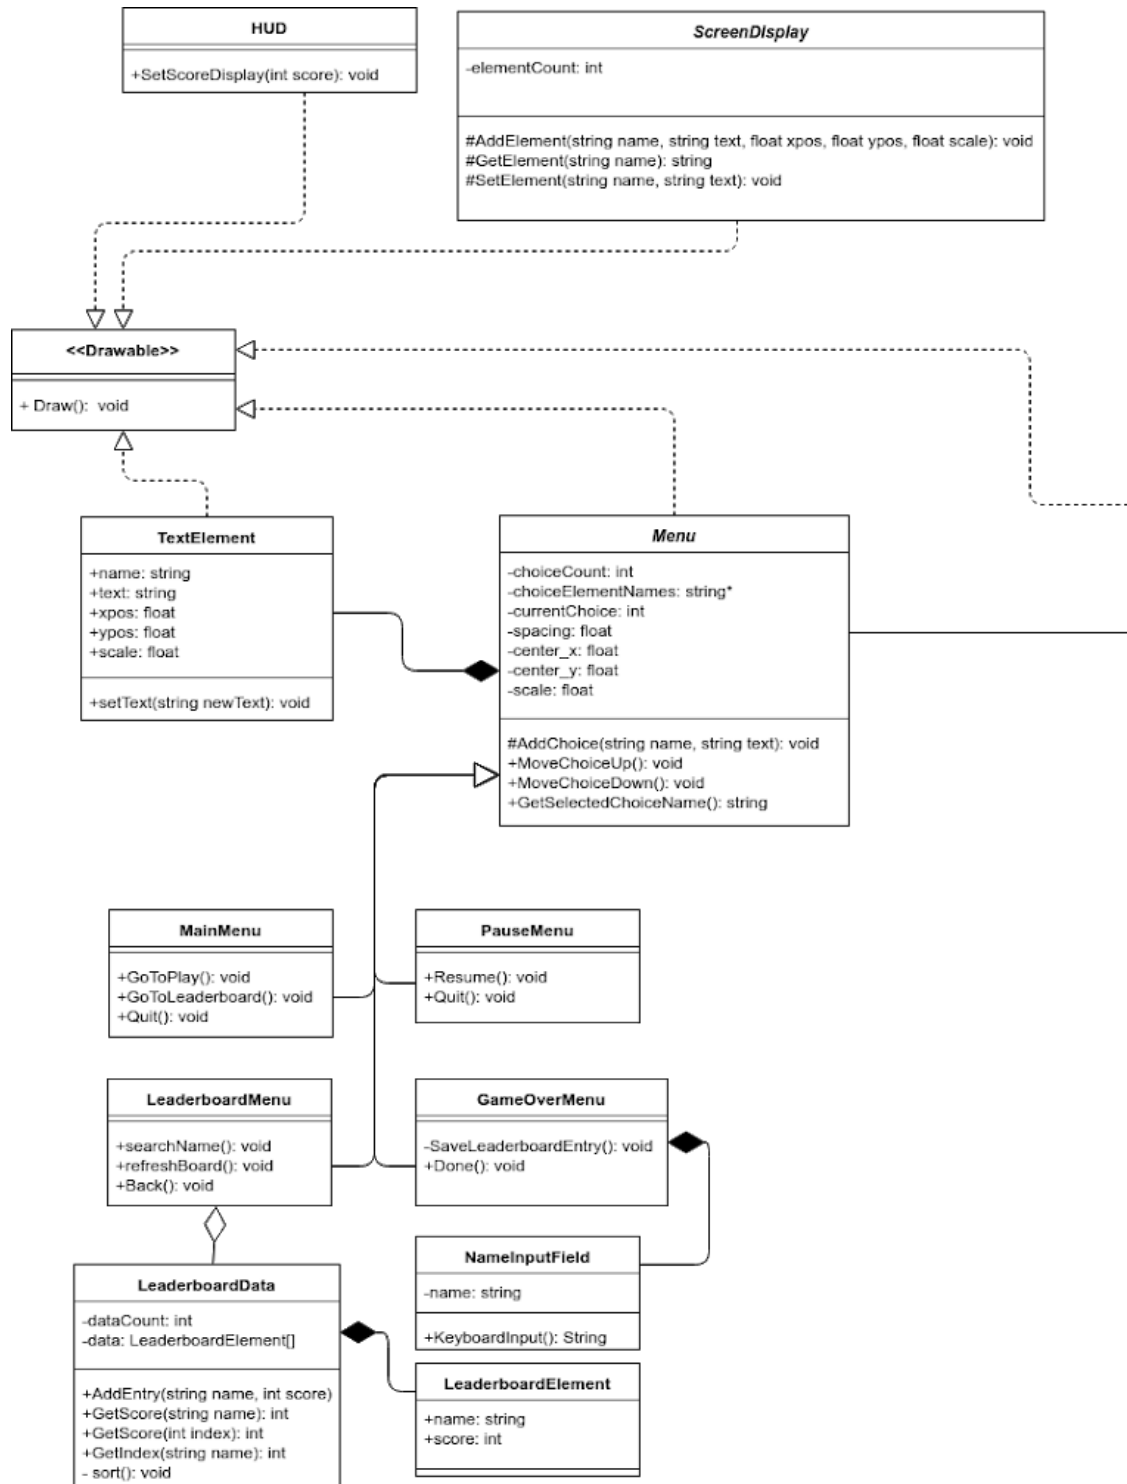 HUD
+SetScoreDisplay(int score): void
ScreenDIsplay
-elementCount: int
#AddElement(string name, string text, float xpos, float ypos, float scale): void
#GetElement(string name): string
#SetElement(string name, string text): void
<<Drawable>>
+ Draw(): void
TextElement
+name: string
+text: string
+xpos: float
+ypos: float
+scale: float
+setText(string newText): void
Menu
-choiceCount: int
-choiceElementNames: string*
-currentChoice: int
-spacing: float
-center_x: float
-center_y: float
-scale: float
#AddChoice(string name, string text): void
+MoveChoiceUp(): void
+MoveChoiceDown(): void
+GetSelectedChoiceName(): string
MainMenu
+GoToPlay(): void
+GoToLeaderboard(): void
+Quit(): void
PauseMenu
+Resume(): void
+Quit(): void
LeaderboardMenu
+searchName(): void
+refreshBoard(): void
+Back(): void
GameOverMenu
-SaveLeaderboardEntry(): void
+Done(): void
NameInputField
-name: string
+KeyboardInput(): String
LeaderboardData
-dataCount: int
-data: LeaderboardElement[]
+AddEntry(string name, int score)
+GetScore(string name): int
+GetScore(int index): int
+GetIndex(string name): int
- sort(): void
LeaderboardElement
+name: string
+score: int